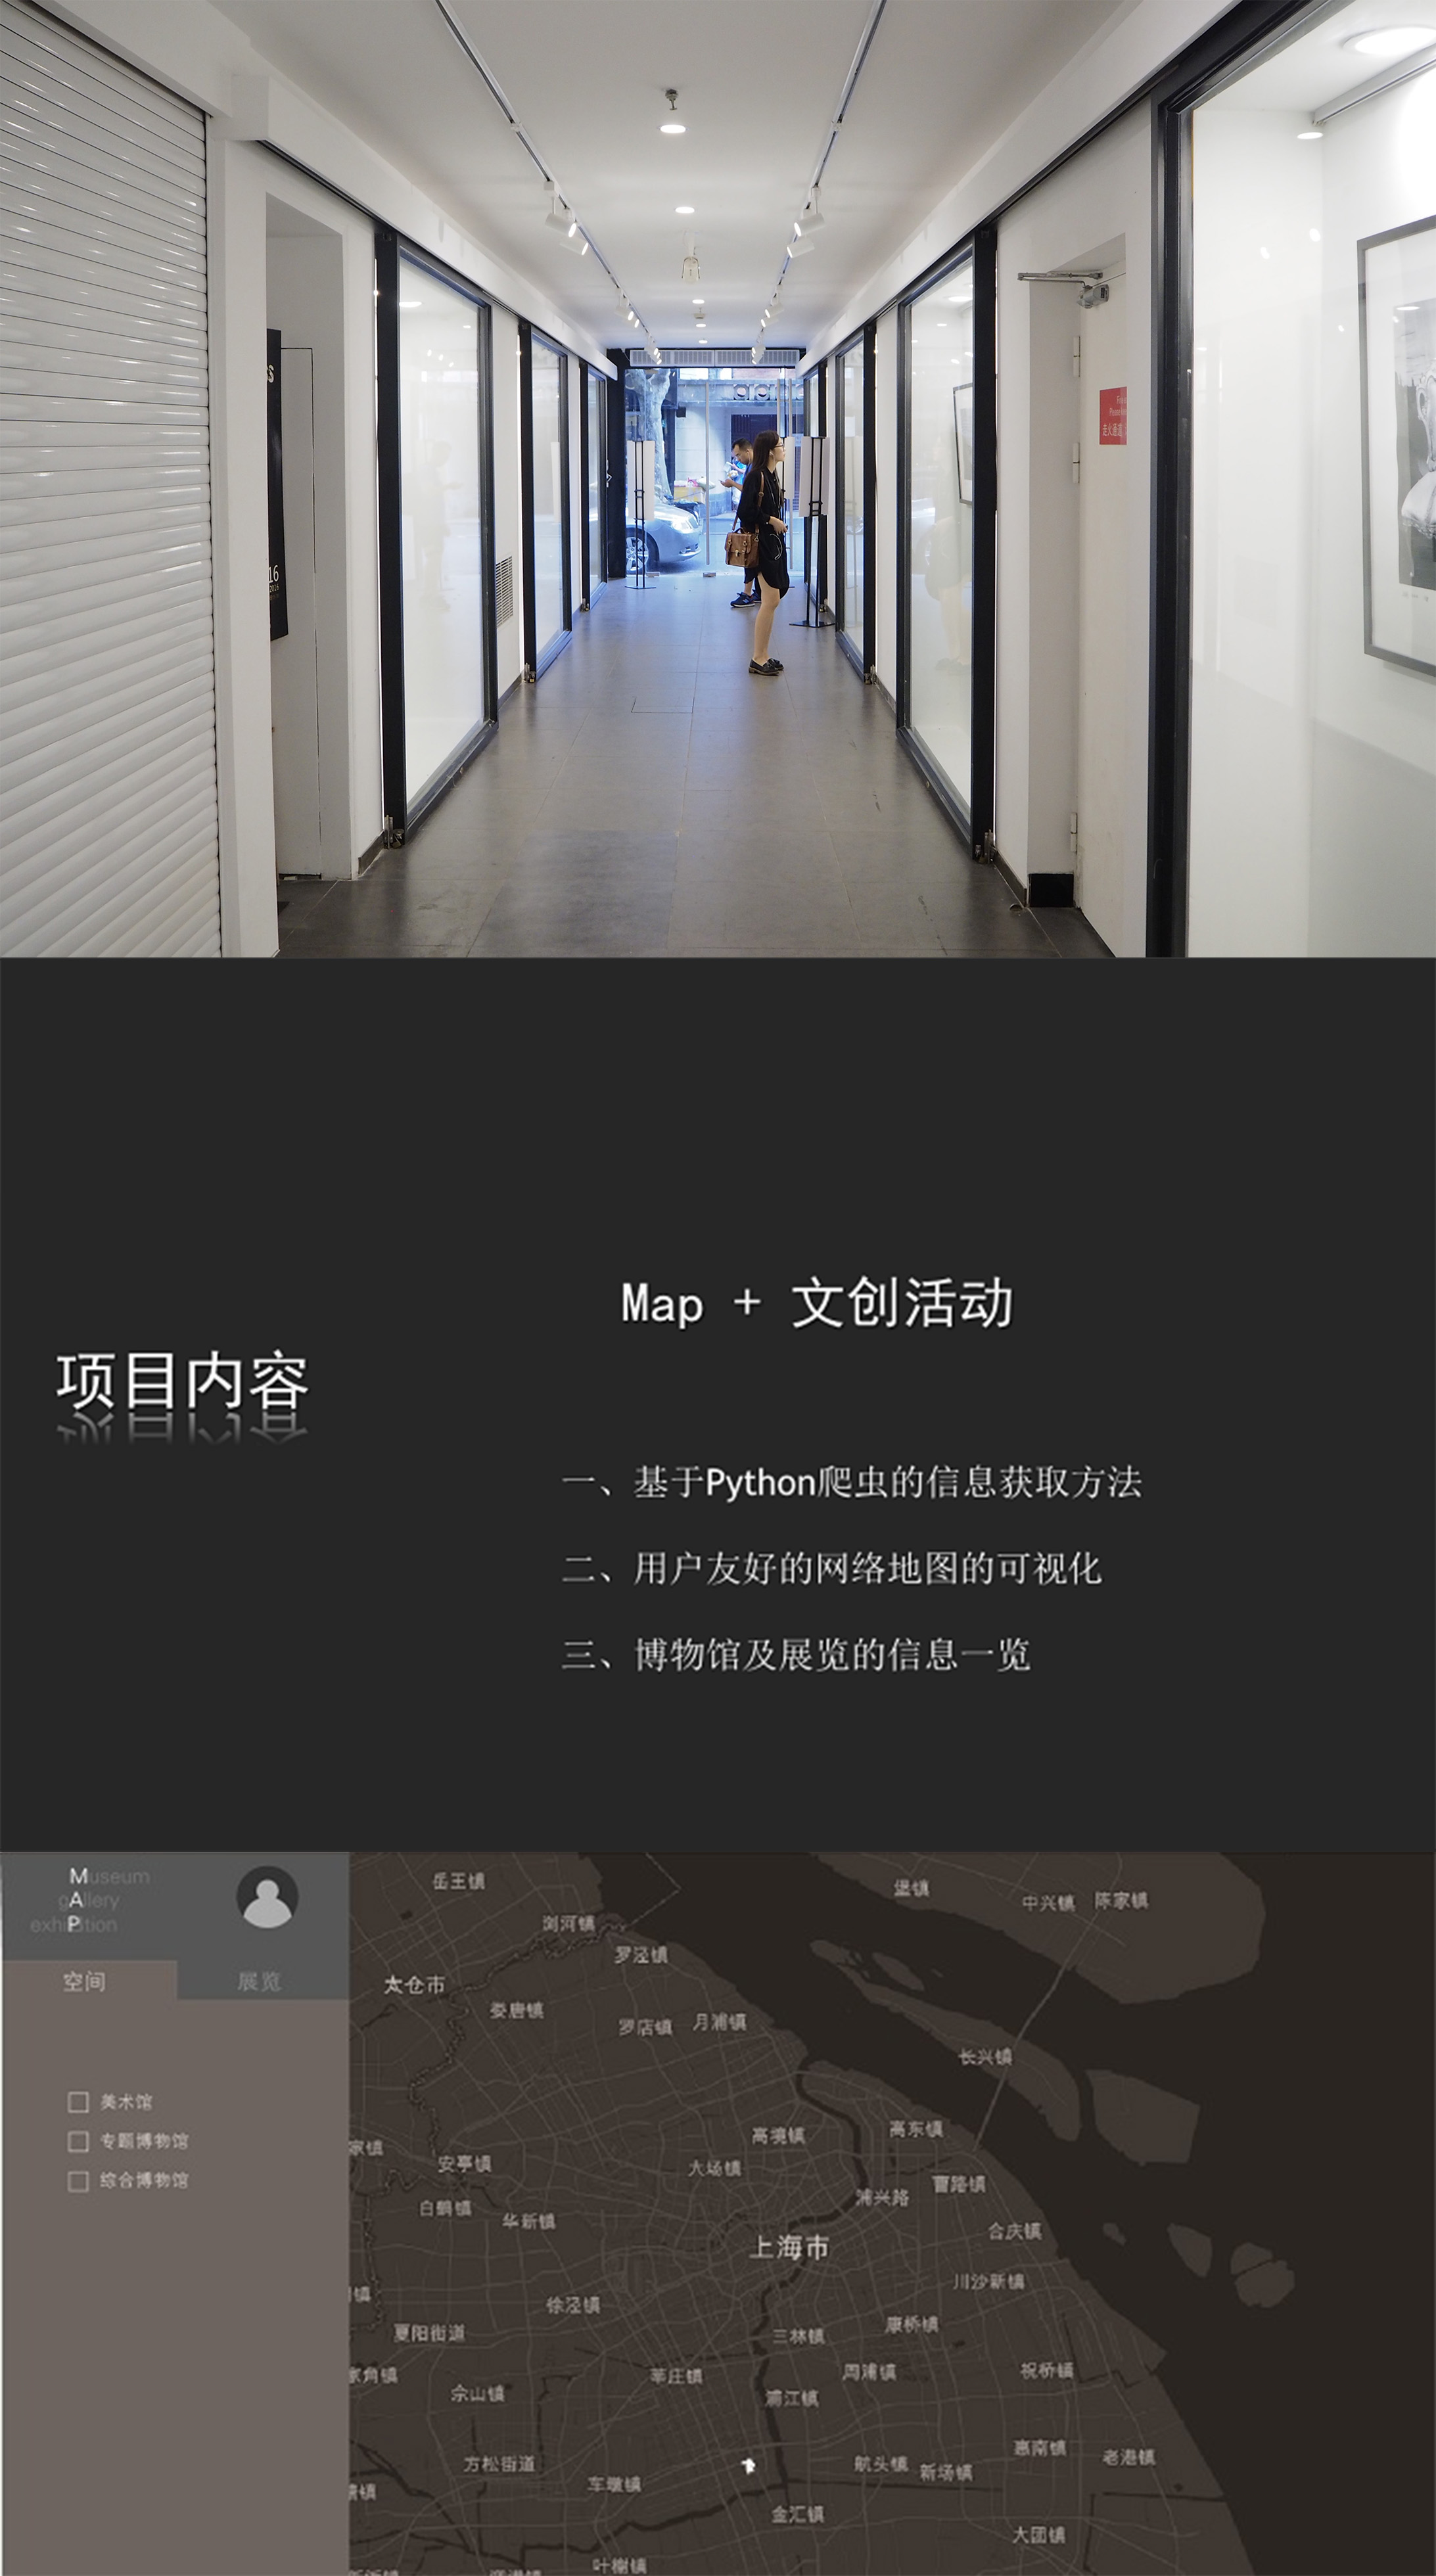 16
2016
走火通道
Map + 文创活动
项目内容
一、基于Python爬虫的信息获取方法
二、用户友好的网络地图的可视化
三、博物馆及展览的信息一览
Museum
gallery
exhibition
空间
展览
美术馆
专题博物馆
综合博物馆
岳王镇
堡镇
中兴镇
陈家镇
浏河镇
罗泾镇
太仓市
娄唐镇
罗店镇
月浦镇
长兴镇
高境镇
高东镇
家镇
安亭镇
大场镇
曹路镇
浦兴路
白鹤镇
华新镇
合庆镇
上海市
川沙新镇
镇
徐泾镇
夏阳街道
三林镇
康桥镇
家角镇
莘庄镇
周浦镇
祝桥镇
佘山镇
浦江镇
惠南镇
老港镇
方松街道
航头镇
新场镇
车墩镇
塘镇
金汇镇
大团镇
叶榭镇